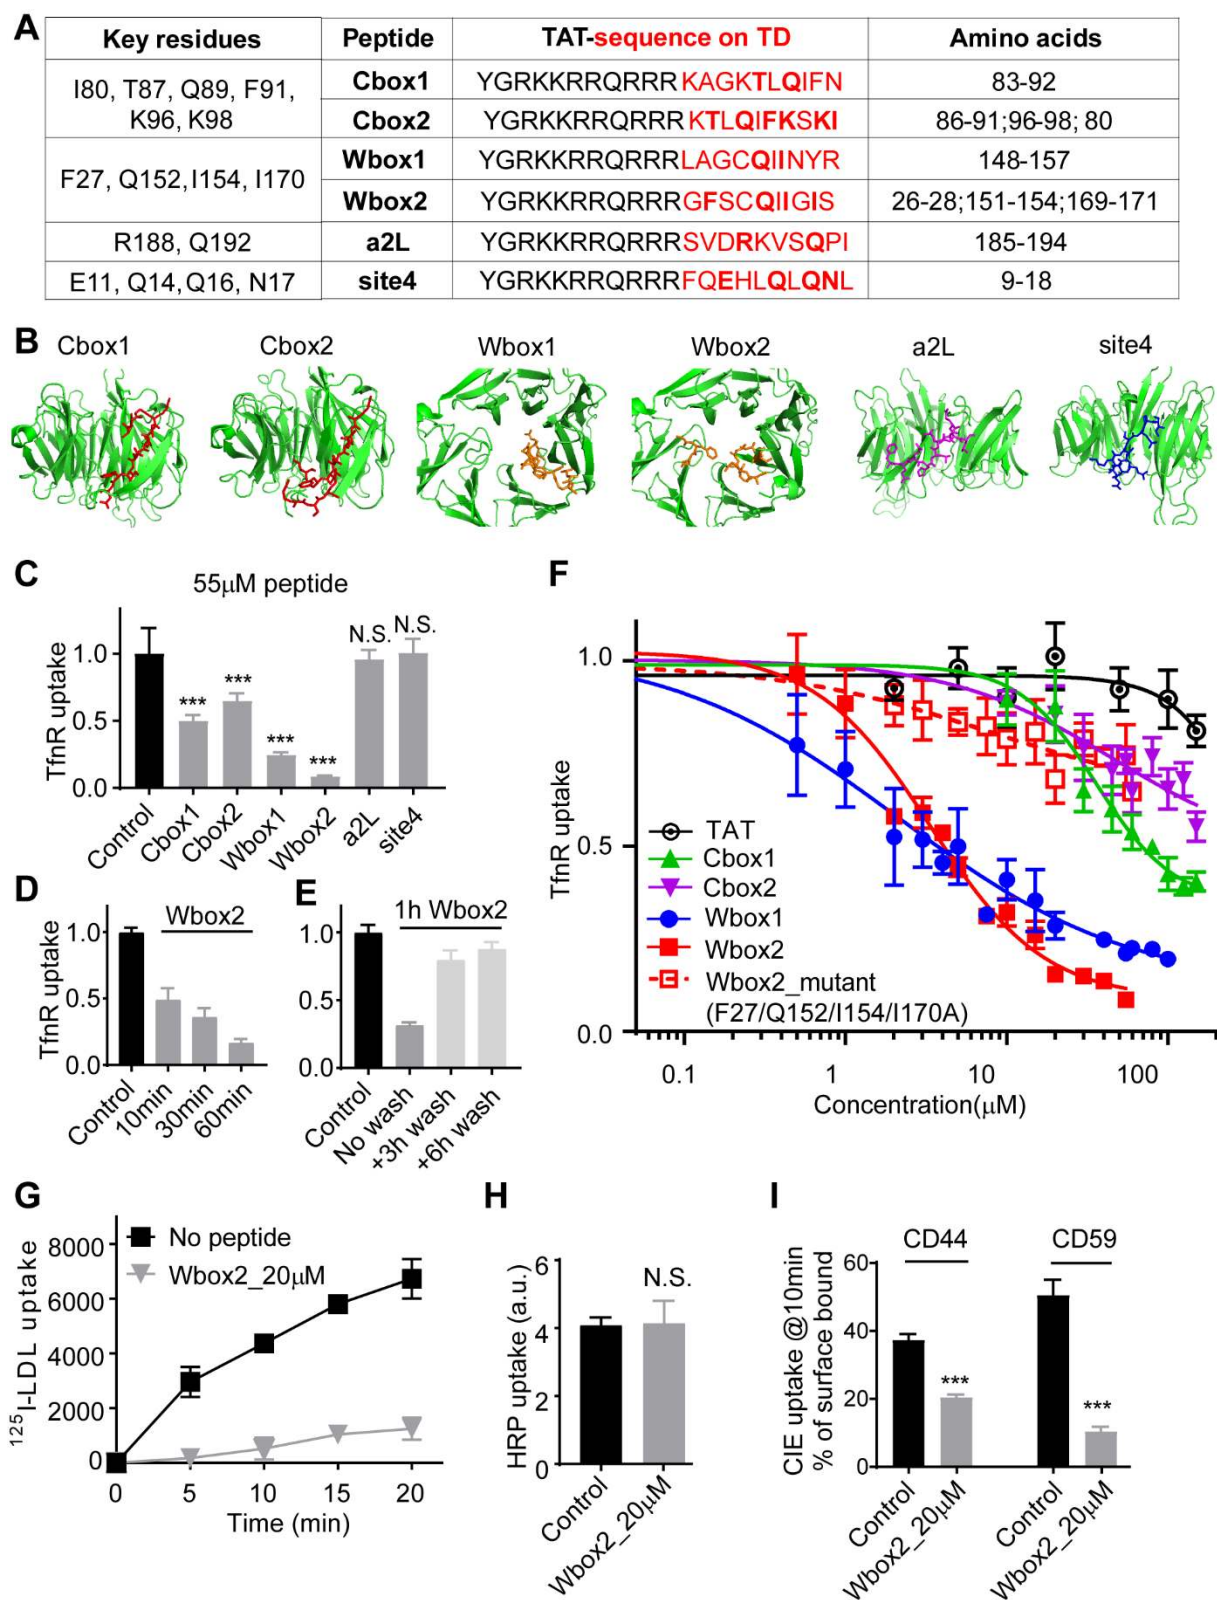 A
Key residues Peptide TAT-sequence on TD Amino acids
I80, T87, Q89, F91, K96, K98
Cbox1 YGRKKRRQRRRKAGKTLQIFN 83-92
Cbox2 YGRKKRRQRRRKTLQIFKSKI 86-91;96-98; 80
F27, Q152,I154, I170
Wbox1 YGRKKRRQRRRLAGCQIINYR 148-157
Wbox2 YGRKKRRQRRRGFSCQIIGIS 26-28;151-154;169-171
R188, Q192 a2L YGRKKRRQRRRSVDRKVSQPI 185-194
E11, Q14,Q16, N17 site4 YGRKKRRQRRRFQEHLQLQNL 9-18
B
Cbox1 Cbox2 Wbox1 Wbox2 a2L site4
C
55μM peptide
TfnR uptake
1.0
0.5
0.0
*** *** *** *** N.S. N.S.
Control Cbox1 Cbox2 Wbox1 Wbox2 a2L site4
D
Wbox2
TfnR uptake
1.0
0.5
0.0
Control 10min 30min 60min
E
1h Wbox2
1.0
0.5
0.0
Control No wash +3h wash +6h wash
F
TfnR uptake
1.0
0.5
0.0
TAT
Cbox1
Cbox2
Wbox1
Wbox2
Wbox2_mutant
(F27/Q152/I154/I170A)
0.1 1 10 100
Concentration(μM)
G
125I-LDL uptake
8000
6000
4000
2000
0
No peptide
Wbox2_20μM
0 5 10 15 20
Time (min)
H
HRP uptake (a.u.)
6
4
2
0
N.S.
Control Wbox2_20μM
I
CIE uptake @10min
% of surface bound
60
40
20
0
CD44 CD59
*** ***
Control Wbox2_20μM Control Wbox2_20μM